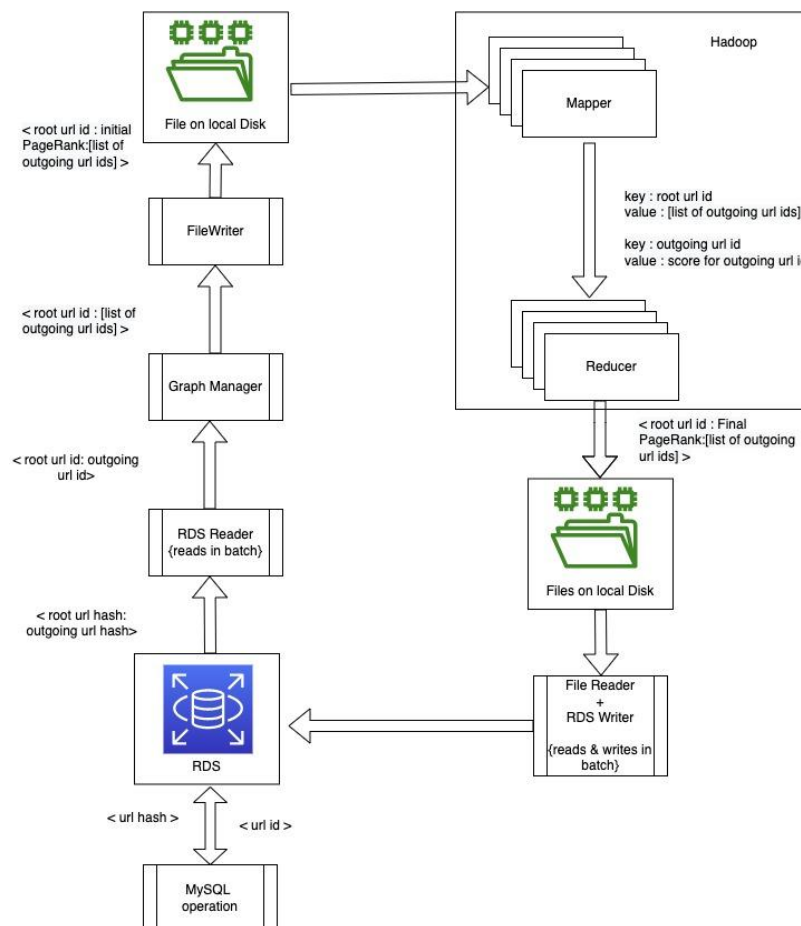 File on local Disk
< root url id : initial
PageRank:[list of
outgoing url ids] >
FileWriter
< root url id : [list of
outgoing url ids] >
Graph Manager
< root url id: outgoing
url id>
RDS Reader
{reads in batch}
< root url hash:
outgoing url hash>
RDS
< url hash >
< url id >
MySQL
operation
Hadoop
Mapper
key : root url id
value : [list of outgoing url ids]
key : outgoing url id
value : score for outgoing url i
Reducer
< root url id : Final
PageRank:[list of outgoing
url ids] >
Files on local Disk
File Reader
+
RDS Writer
{reads & writes in
batch}